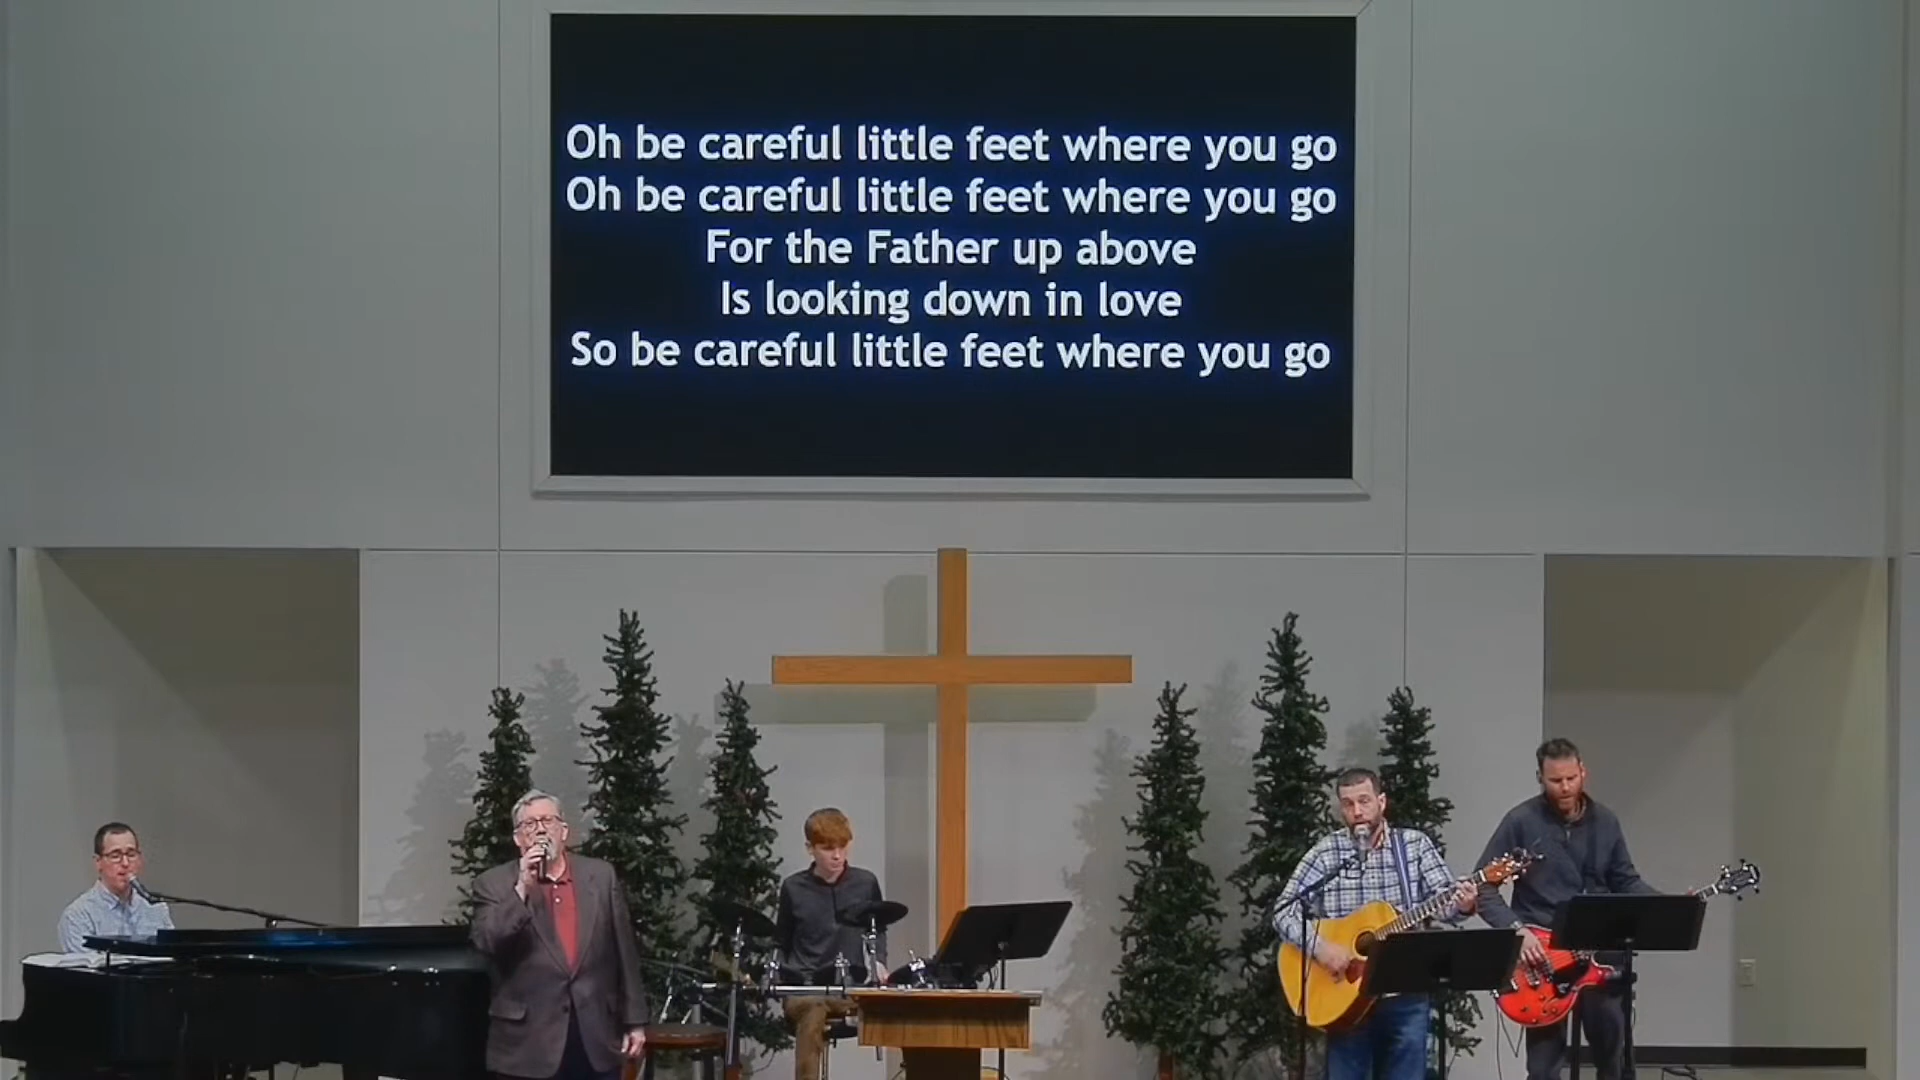 Oh be careful little feet where you go
Oh be careful little feet where you go
For the Father up above
Is looking down in love
So be careful little feet where you go